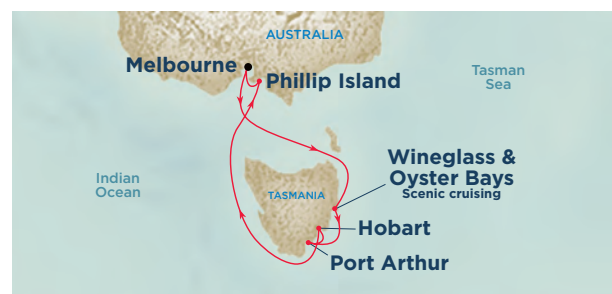 AUSTRALIA
Melbourne
Phillip Island
Tasman
Sea
Indian
Ocean
Wineglass &
Oyster Bays
Scenic cruising
TASMANIA
Hobart
Port Arthur